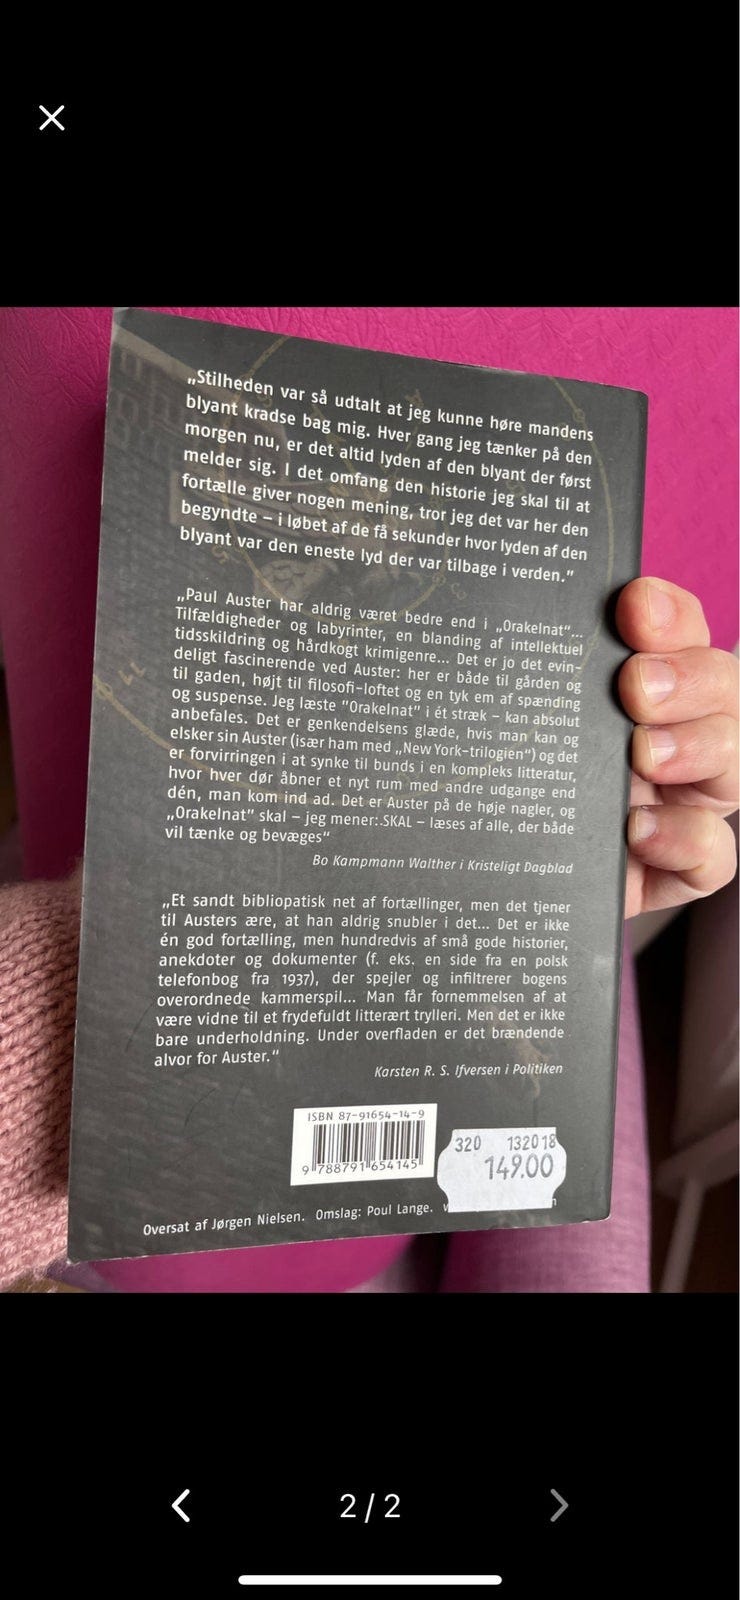 „Stilheden var så udtalt at jeg kunne høre mandens
blyant kradse bag mig. Hver gang jeg tænker på den
morgen nu, er det altid lyden af den blyant der først
melder sig. I det omfang den historie jeg skal til at
fortælle giver nogen mening, tror jeg det var her den
begyndte – i løbet af de få sekunder hvor lyden af den
blyant var den eneste lyd der var tilbage i verden.”
„Paul Auster har aldrig været bedre end i „Orakelnat“...
Tilfældigheder og labyrinter, en blanding af intellektuel
tidsskildring og hårdkogt krimigenre... Det er jo det evin-
deligt fascinerende ved Auster: her er både til gården og
til gaden, højt til filosofi-loftet og en tyk em af spænding
og suspense. Jeg læste "Orakelnat" i ét stræk – kan absolut
anbefales. Det er genkendelsens glæde, hvis man kan og
elsker sin Auster (især ham med „New York-trilogien“) og det
er forvirringen i at synke til bunds i en kompleks litteratur,
hvor hver dør åbner et nyt rum med andre udgange end
dén, man kom ind ad. Det er Auster på de høje nagler, og
„Orakelnat” skal – jeg mener: SKAL – læses af alle, der både
vil tænke og bevæges“
Bo Kampmann Walther i Kristeligt Dagblad
„Et sandt bibliopatisk net af fortællinger, men det tjener
til Austers ære, at han aldrig snubler i det... Det er ikke
én god fortælling, men hundredvis af små gode historier,
anekdoter og dokumenter (f. eks. en side fra en polsk
telefonbog fra 1937), der spejler og infiltrerer bogens
overordnede kammerspil... Man får fornemmelsen af at
være vidne til et frydefuldt litterært trylleri. Men det er ikke
bare underholdning. Under overfladen er det brændende
alvor for Auster.“
Karsten R. S. Ifversen i Politiken
ISBN 87-91654-14-9
9 788791 654145
320 132018
149.00
Oversat af Jørgen Nielsen. Omslag: Poul Lange.
2 / 2